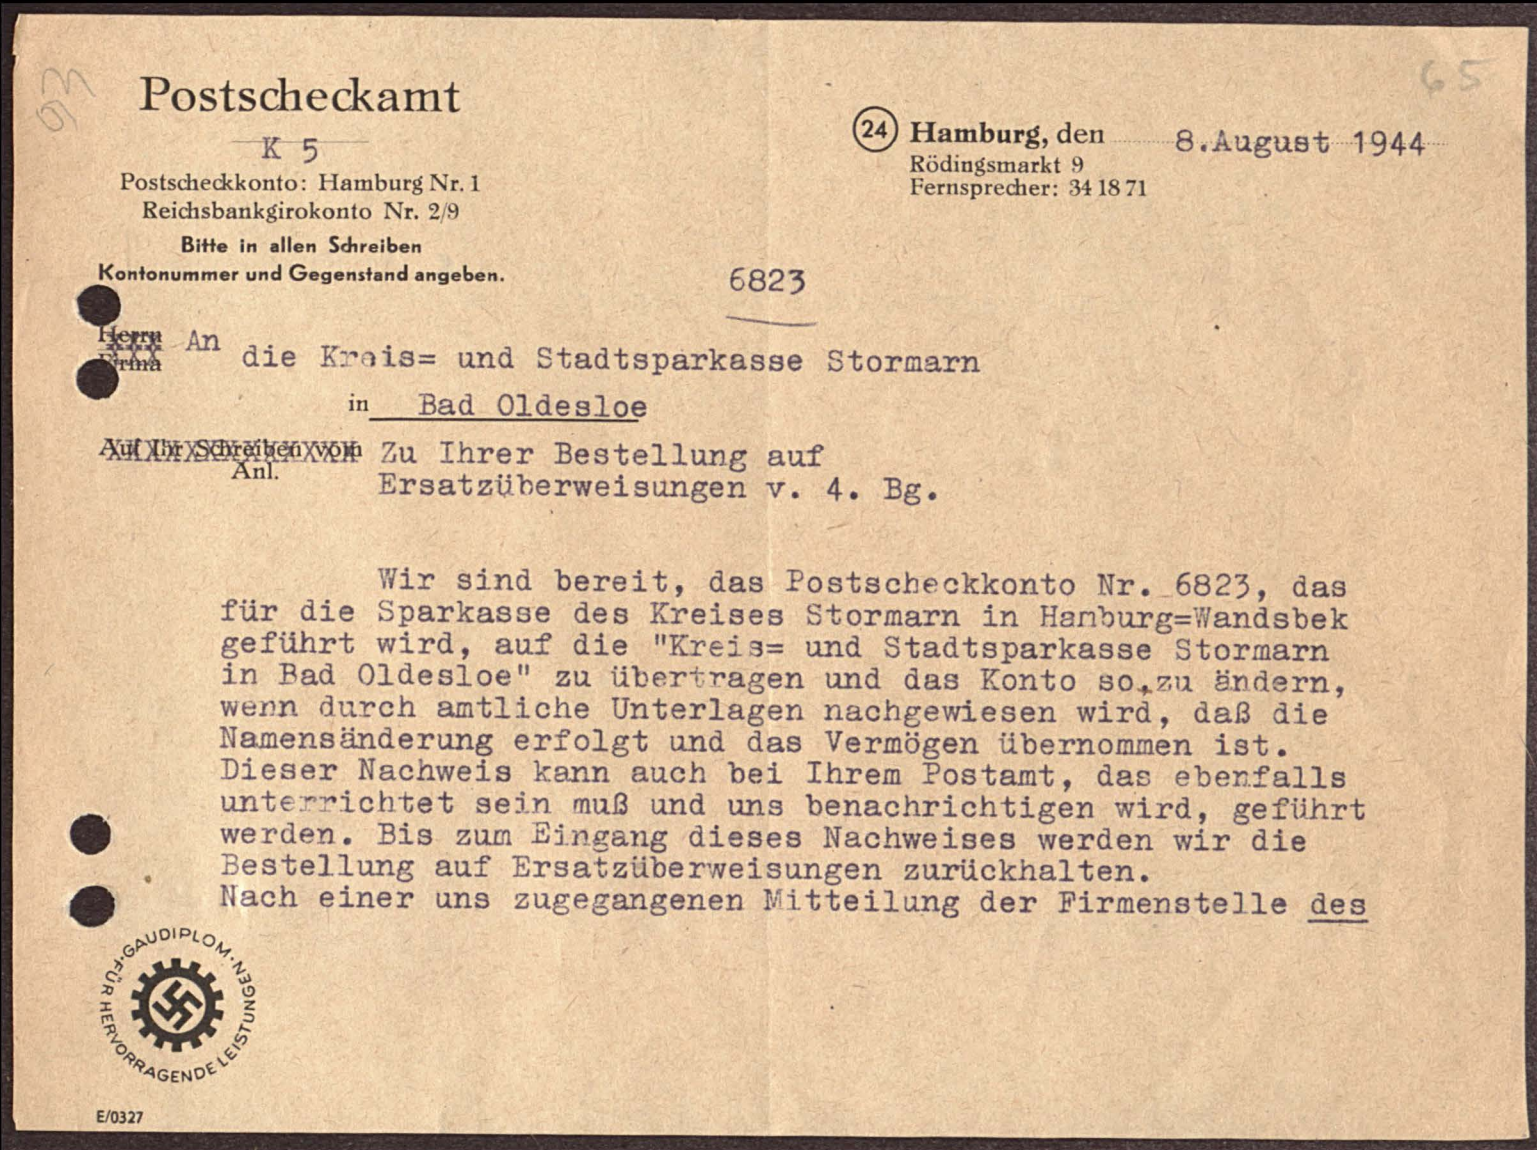 65
Postscheckamt
K 5
Postscheckkonto: Hamburg Nr. 1
Reichsbankgirokonto Nr. 2/9
Bitte in allen Schreiben
Kontonummer und Gegenstand angeben.
24 Hamburg, den 8.August 1944
Rödingsmarkt 9
Fernsprecher: 34 18 71
6823
Herrn An
Firma
die Kreis= und Stadtsparkasse Stormarn
in Bad Oldesloe
Auf Ihr Schreiben vom Zu Ihrer Bestellung auf
Anl.
Ersatzüberweisungen v. 4. Bg.
Wir sind bereit, das Postscheckkonto Nr. 6823, das
für die Sparkasse des Kreises Stormarn in Hamburg=Wandsbek
geführt wird, auf die "Kreis= und Stadtsparkasse Stormarn
in Bad Oldesloe" zu übertragen und das Konto so zu ändern,
wenn durch amtliche Unterlagen nachgewiesen wird, daß die
Namensänderung erfolgt und das Vermögen übernommen ist.
Dieser Nachweis kann auch bei Ihrem Postamt, das ebenfalls
unterrichtet sein muß und uns benachrichtigen wird, geführt
werden. Bis zum Eingang dieses Nachweises werden wir die
Bestellung auf Ersatzüberweisungen zurückhalten.
Nach einer uns zugegangenen Mitteilung der Firmenstelle des
GAUDIPLOM · FÜR HERVORRAGENDE LEISTUNGEN ·
E/0327